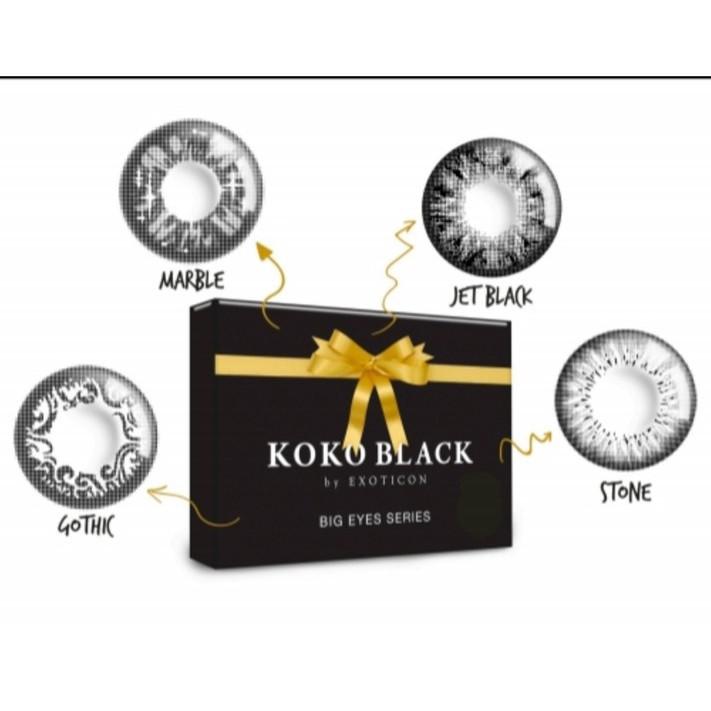 MARBLE
JET BLACK
KOKO BLACK
by EXOTICON
BIG EYES SERIES
GOTHIC
STONE